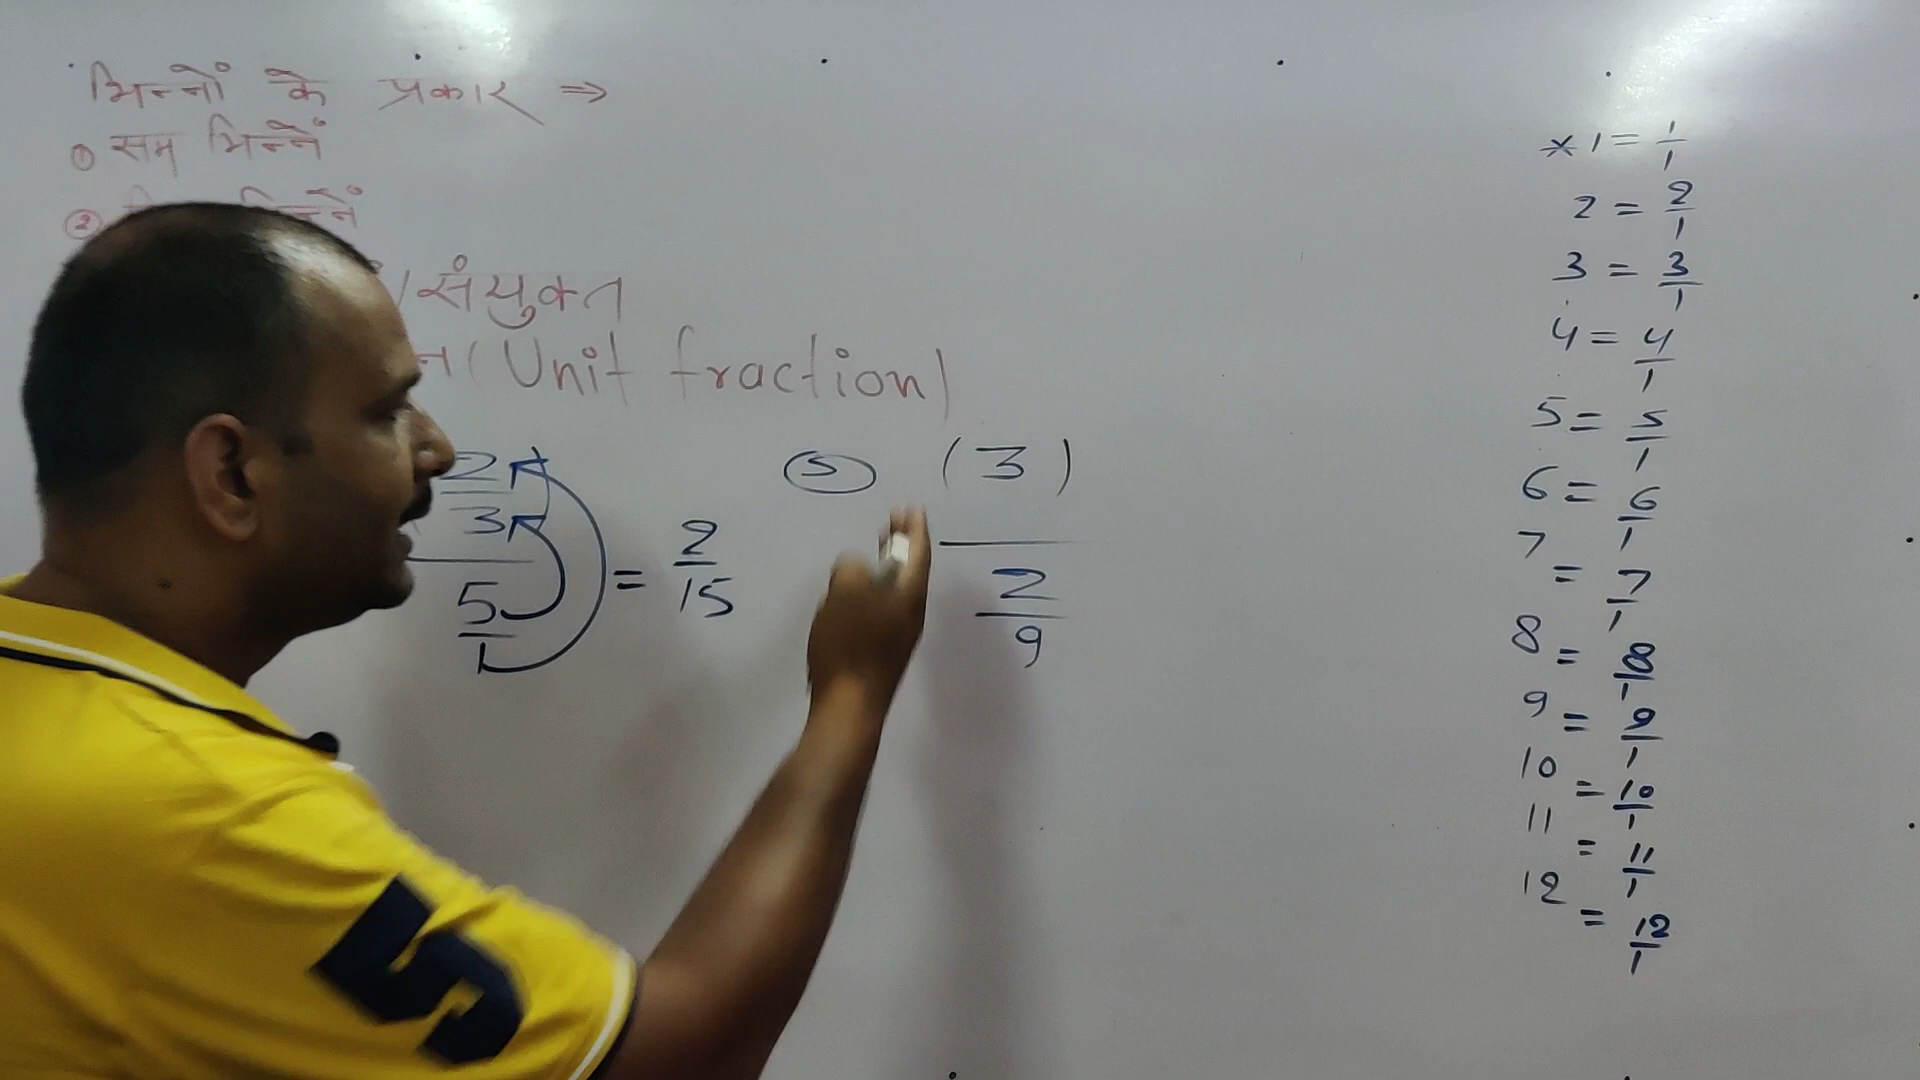 भिन्नों के प्रकार ⇒
① सम भिन्नें
②
/संयुक्त
(Unit fraction)
2
3
5
1
= 2/15
⑤ (3)
2
9
* 1 = 1/1
2 = 2/1
3 = 3/1
4 = 4/1
5 = 5/1
6 = 6/1
7 = 7/1
8 = 8/1
9 = 9/1
10 = 10/1
11 = 11/1
12 = 12/1
5